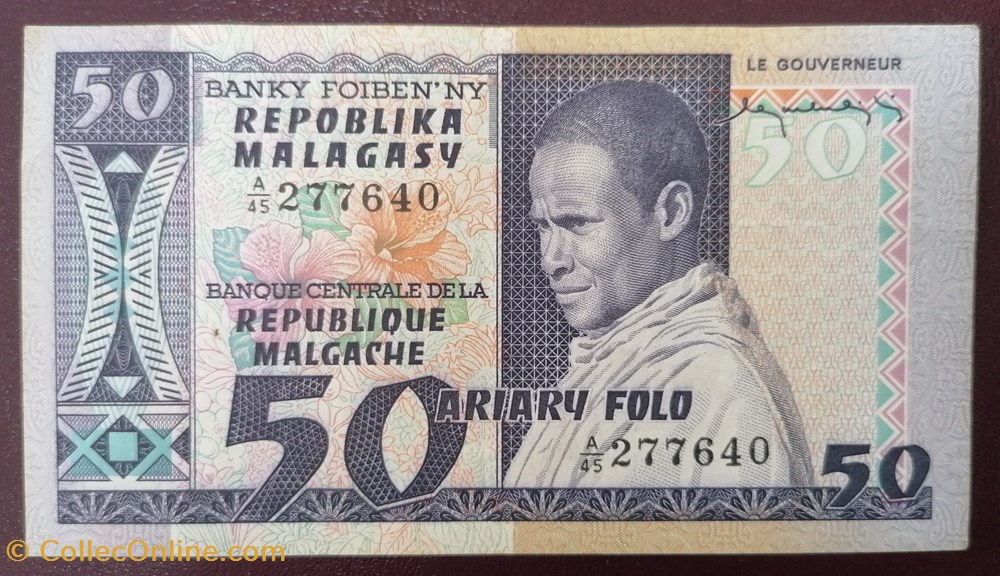 50
BANKY FOIBEN'NY
REPOBLIKA
MALAGASY
A/45 277640
BANQUE CENTRALE DE LA
REPUBLIQUE
MALGACHE
50
ARIARY FOLO
A/45 277640
LE GOUVERNEUR
50
50
© CollecOnline.com